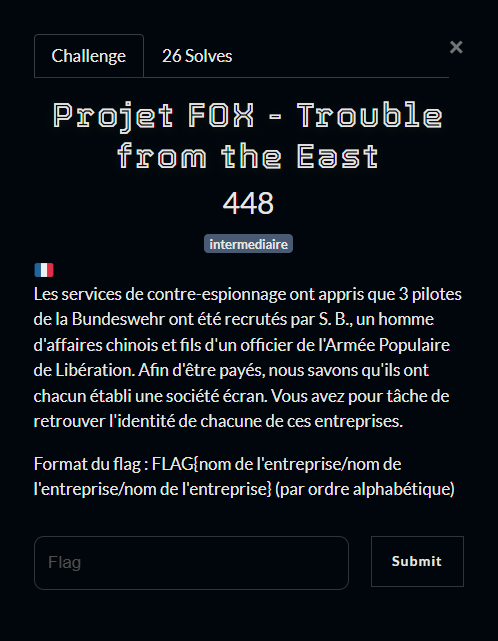 Challenge
26 Solves
×
Projet FOX - Trouble
from the East
448
intermediaire
Les services de contre-espionnage ont appris que 3 pilotes
de la Bundeswehr ont été recrutés par S. B., un homme
d'affaires chinois et fils d'un officier de l'Armée Populaire
de Libération. Afin d'être payés, nous savons qu'ils ont
chacun établi une société écran. Vous avez pour tâche de
retrouver l'identité de chacune de ces entreprises.
Format du flag : FLAG{nom de l'entreprise/nom de
l'entreprise/nom de l'entreprise} (par ordre alphabétique)
Flag
Submit